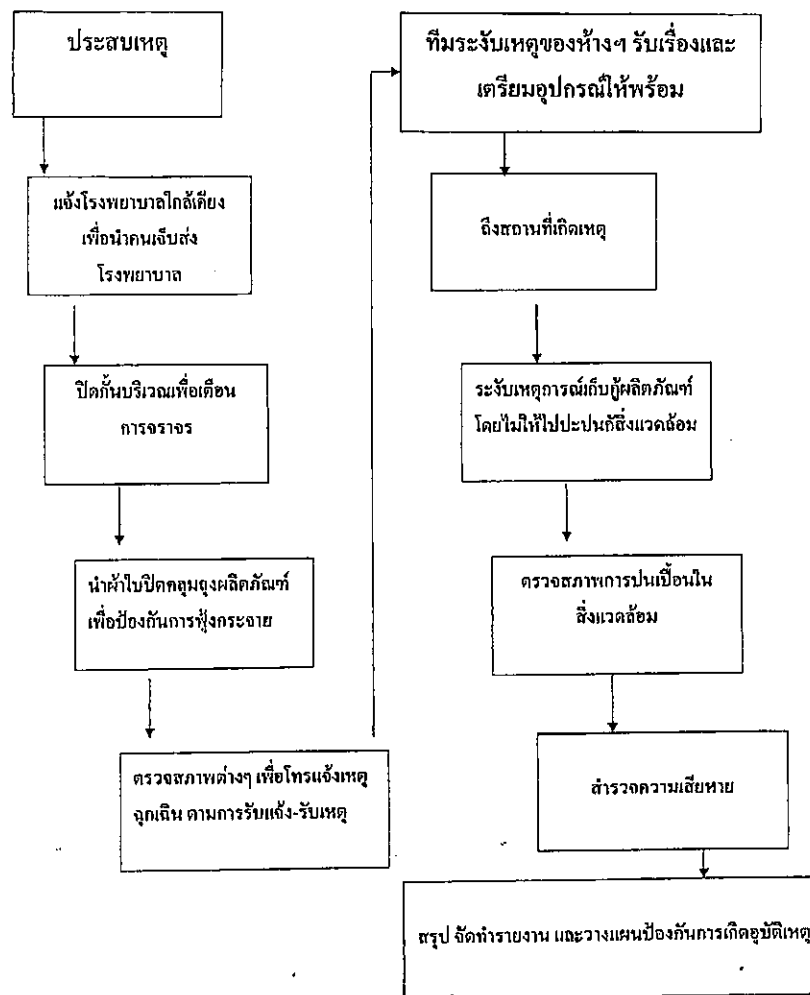 ประสบเหตุ
แจ้งโรงพยาบาลใกล้เคียง
เพื่อนำคนเจ็บส่ง
โรงพยาบาล
ปิดกั้นบริเวณเพื่อเตือน
การจราจร
นำผ้าใบปิดคลุมถุงผลิตภัณฑ์
เพื่อป้องกันการฟุ้งกระจาย
ตรวจสภาพต่างๆ เพื่อโทรแจ้งเหตุ
ฉุกเฉิน ตามการรับแจ้ง-รับเหตุ
ทีมระงับเหตุของห้างฯ รับเรื่องและ
เตรียมอุปกรณ์ให้พร้อม
ถึงสถานที่เกิดเหตุ
ระงับเหตุการณ์เก็บกู้ผลิตภัณฑ์
โดยไม่ให้ไปปะปนกัสิ่งแวดล้อม
ตรวจสภาพการปนเปื้อนใน
สิ่งแวดล้อม
สำรวจความเสียหาย
สรุป จัดทำรายงาน และวางแผนป้องกันการเกิดอุบัติเหตุ